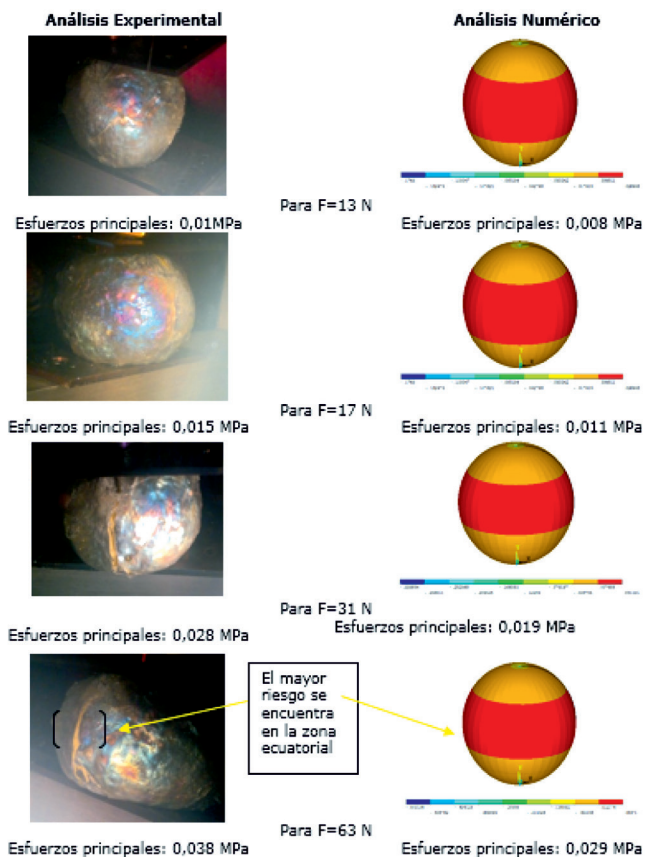 Análisis Experimental
Análisis Numérico
Para F=13 N
Esfuerzos principales: 0,01MPa
Esfuerzos principales: 0,008 MPa
Para F=17 N
Esfuerzos principales: 0,015 MPa
Esfuerzos principales: 0,011 MPa
Para F=31 N
Esfuerzos principales: 0,028 MPa
Esfuerzos principales: 0,019 MPa
El mayor
riesgo se
encuentra
en la zona
ecuatorial
Para F=63 N
Esfuerzos principales: 0,038 MPa
Esfuerzos principales: 0,029 MPa